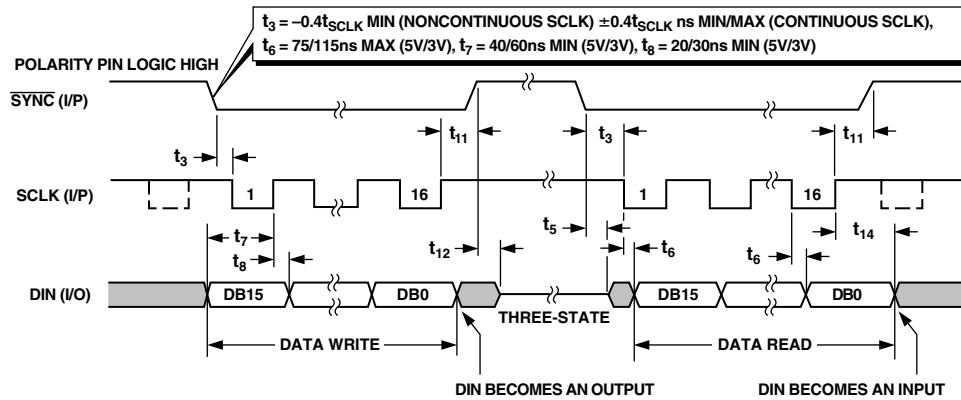 t3 = –0.4tSCLK MIN (NONCONTINUOUS SCLK) ±0.4tSCLK ns MIN/MAX (CONTINUOUS SCLK),
t6 = 75/115ns MAX (5V/3V), t7 = 40/60ns MIN (5V/3V), t8 = 20/30ns MIN (5V/3V)
POLARITY PIN LOGIC HIGH
SYNC (I/P)
t3
t11
t3
t11
SCLK (I/P)
1
16
1
16
t7
t8
t12
t5
t6
t6
t14
DIN (I/O)
DB15
DB0
THREE-STATE
DB15
DB0
DATA WRITE
DATA READ
DIN BECOMES AN OUTPUT
DIN BECOMES AN INPUT